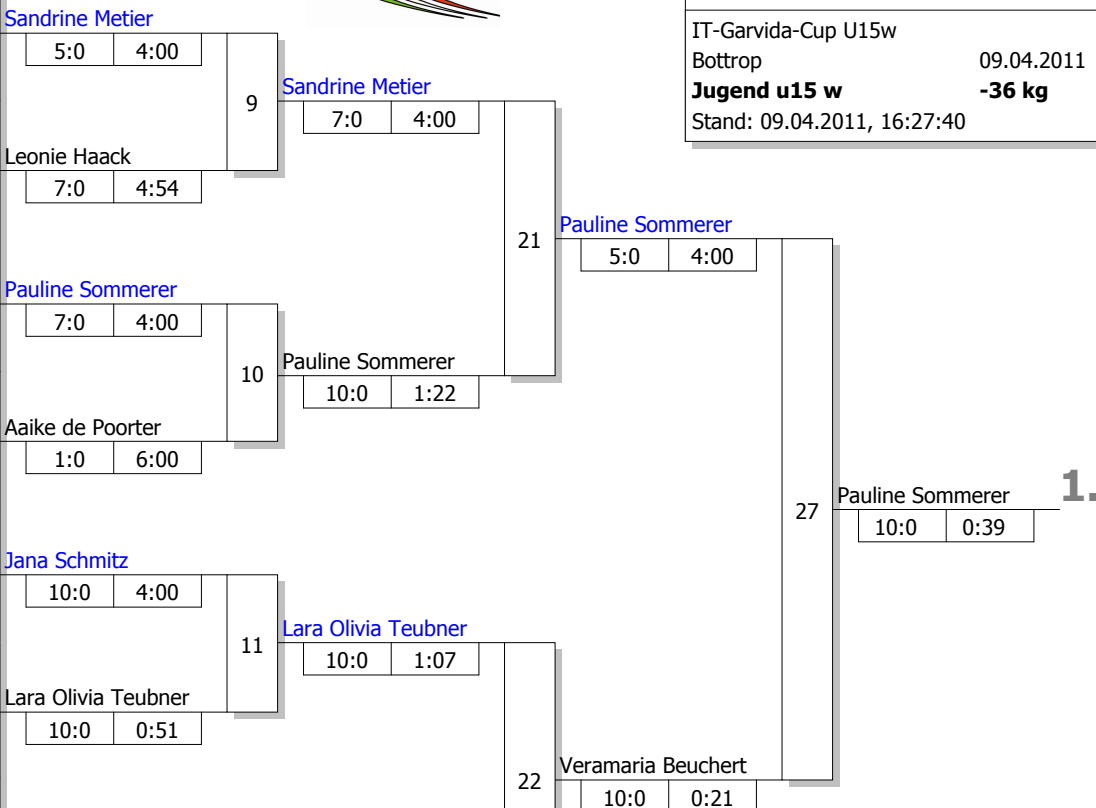 Sandrine Metier
5:0 4:00
IT-Garvida-Cup U15w
Bottrop 09.04.2011
Jugend u15 w -36 kg
Stand: 09.04.2011, 16:27:40
9
Sandrine Metier
7:0 4:00
Leonie Haack
7:0 4:54
21
Pauline Sommerer
5:0 4:00
Pauline Sommerer
7:0 4:00
10
Pauline Sommerer
10:0 1:22
Aaike de Poorter
1:0 6:00
27
Pauline Sommerer 1.
10:0 0:39
Jana Schmitz
10:0 4:00
11
Lara Olivia Teubner
10:0 1:07
Lara Olivia Teubner
10:0 0:51
22
Veramaria Beuchert
10:0 0:21